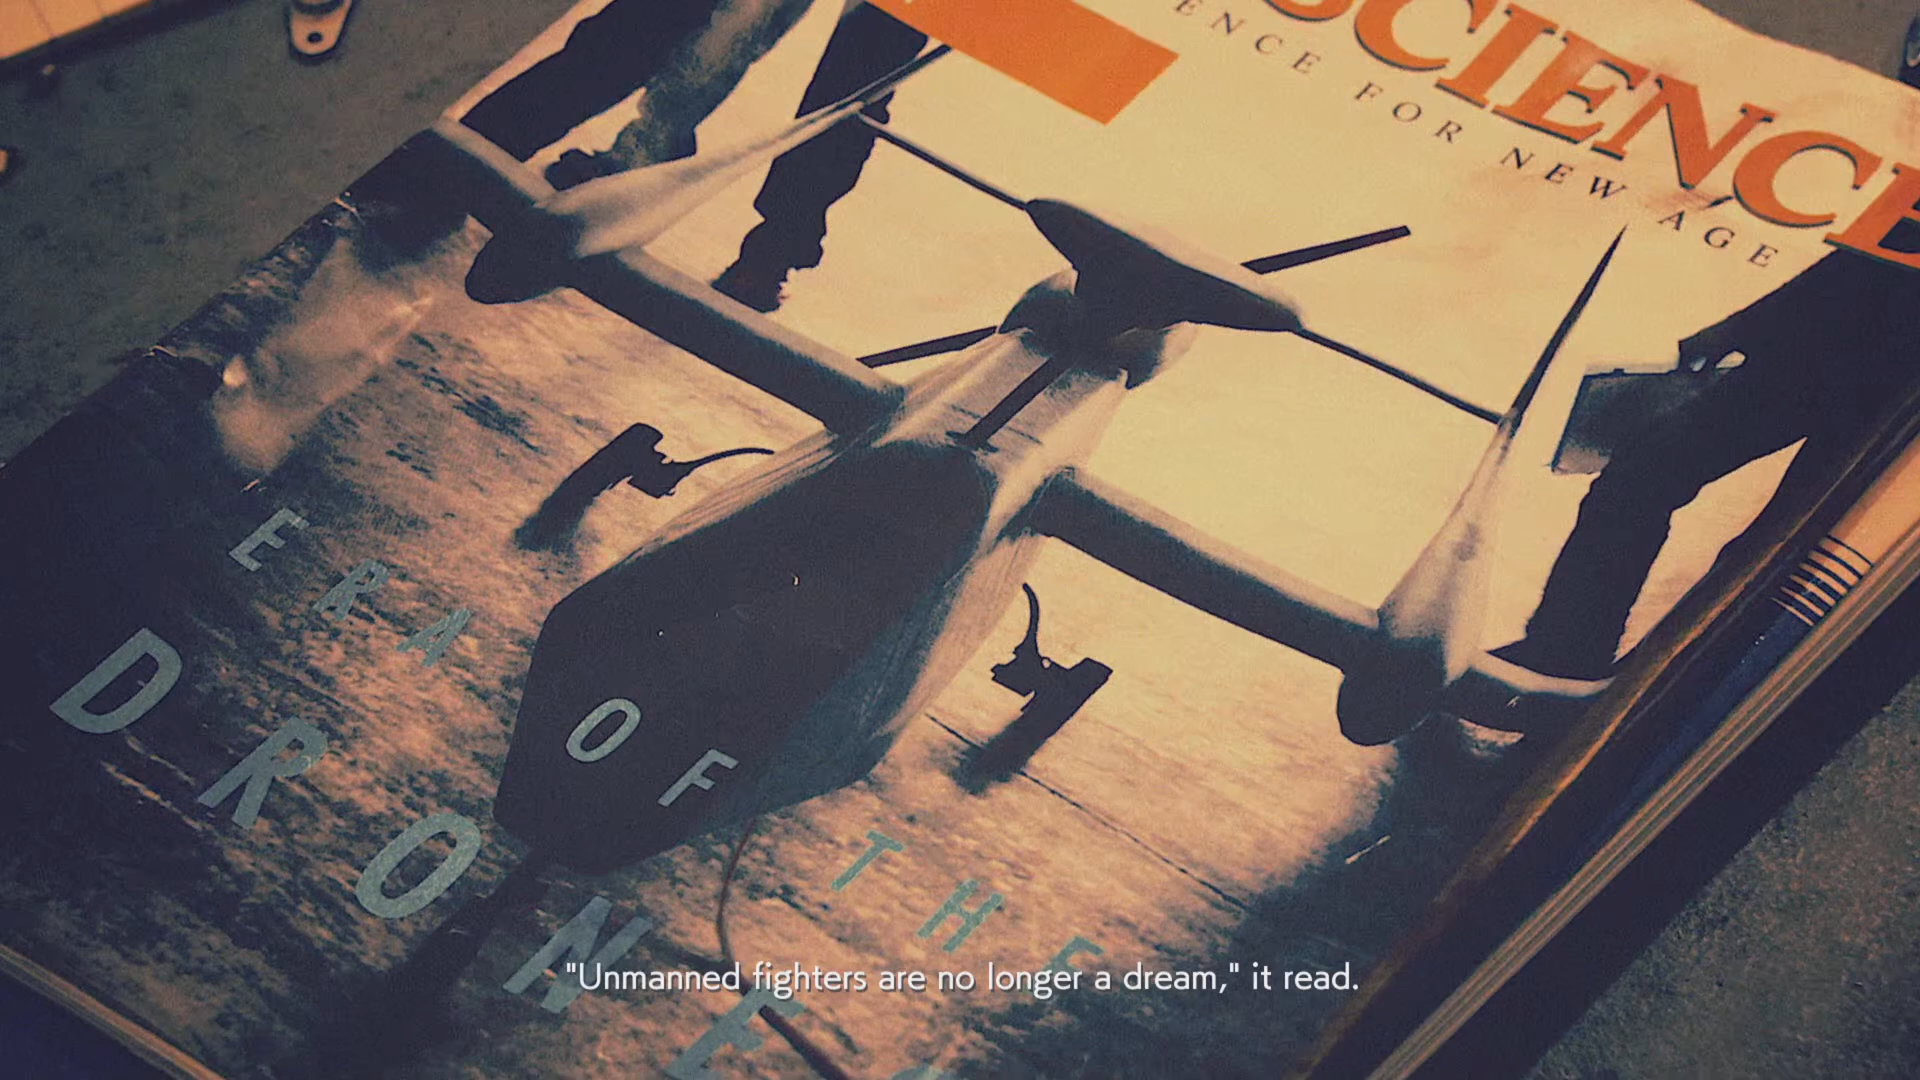 SCIENCE
ENCE FOR NEW AGE
ERA OF THE
DRONE
"Unmanned fighters are no longer a dream," it read.